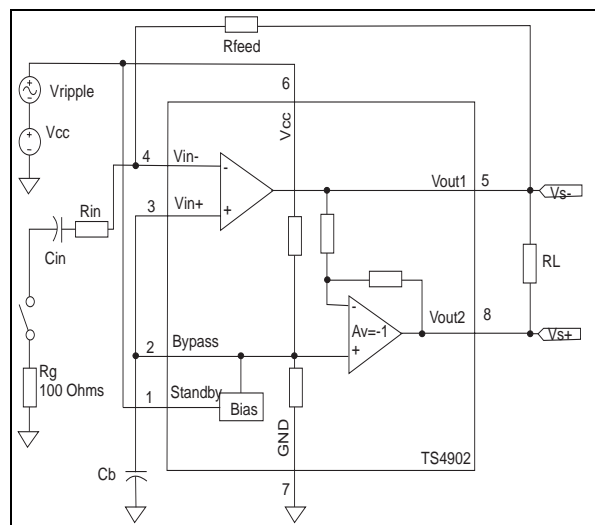 Rfeed
6
Vripple
Vcc
Vcc
4
Vin-
-
Vout1
5
Vs-
3
Vin+
+
Rin
Cin
RL
-
Av=-1
+
Vout2
8
Vs+
2
Bypass
Rg
100 Ohms
1
Standby
Bias
GND
TS4902
Cb
7